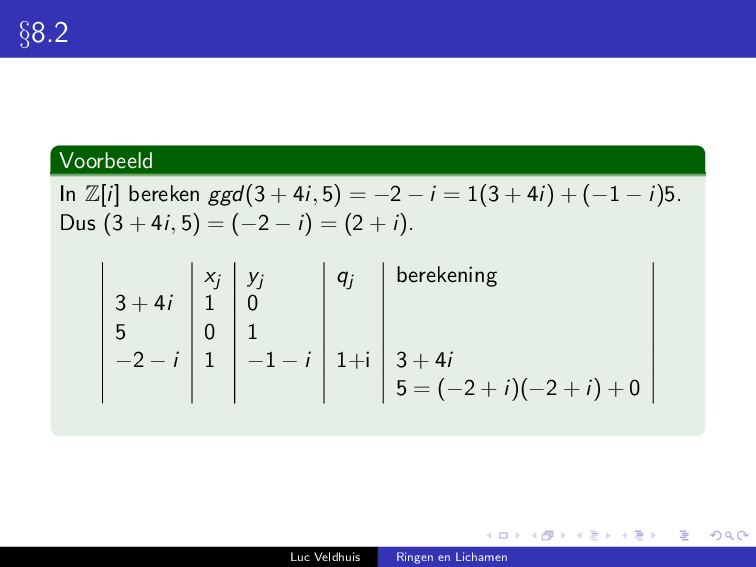 §8.2
Voorbeeld
In ℤ[i] bereken ggd(3 + 4i, 5) = −2 − i = 1(3 + 4i) + (−1 − i)5.
Dus (3 + 4i, 5) = (−2 − i) = (2 + i).
x_j y_j q_j berekening
3 + 4i 1 0
5 0 1
−2 − i 1 −1 − i 1+i 3 + 4i
5 = (−2 + i)(−2 + i) + 0
Luc Veldhuis Ringen en Lichamen